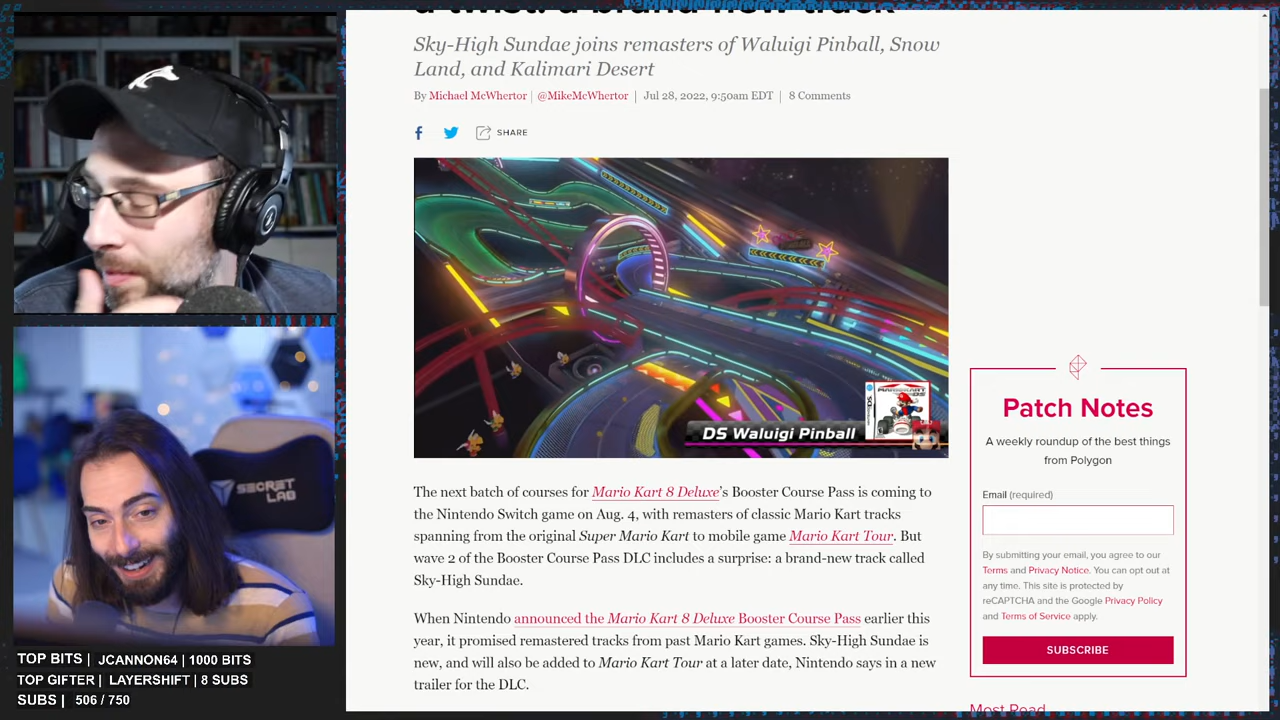 a twist: a brand new track
Sky-High Sundae joins remasters of Waluigi Pinball, Snow
Land, and Kalimari Desert
By Michael McWhertor | @MikeMcWhertor | Jul 28, 2022, 9:50am EDT | 8 Comments
SHARE
MARIOKART DS
DS Waluigi Pinball
The next batch of courses for Mario Kart 8 Deluxe's Booster Course Pass is coming to
the Nintendo Switch game on Aug. 4, with remasters of classic Mario Kart tracks
spanning from the original Super Mario Kart to mobile game Mario Kart Tour. But
wave 2 of the Booster Course Pass DLC includes a surprise: a brand-new track called
Sky-High Sundae.
When Nintendo announced the Mario Kart 8 Deluxe Booster Course Pass earlier this
year, it promised remastered tracks from past Mario Kart games. Sky-High Sundae is
new, and will also be added to Mario Kart Tour at a later date, Nintendo says in a new
trailer for the DLC.
Patch Notes
A weekly roundup of the best things
from Polygon
Email (required)
By submitting your email, you agree to our
Terms and Privacy Notice. You can opt out at
any time. This site is protected by
reCAPTCHA and the Google Privacy Policy
and Terms of Service apply.
SUBSCRIBE
Most Read
SECRET
LAB
TOP BITS | JCANNON64 | 1000 BITS
TOP GIFTER | LAYERSHIFT | 8 SUBS
SUBS | 506 / 750